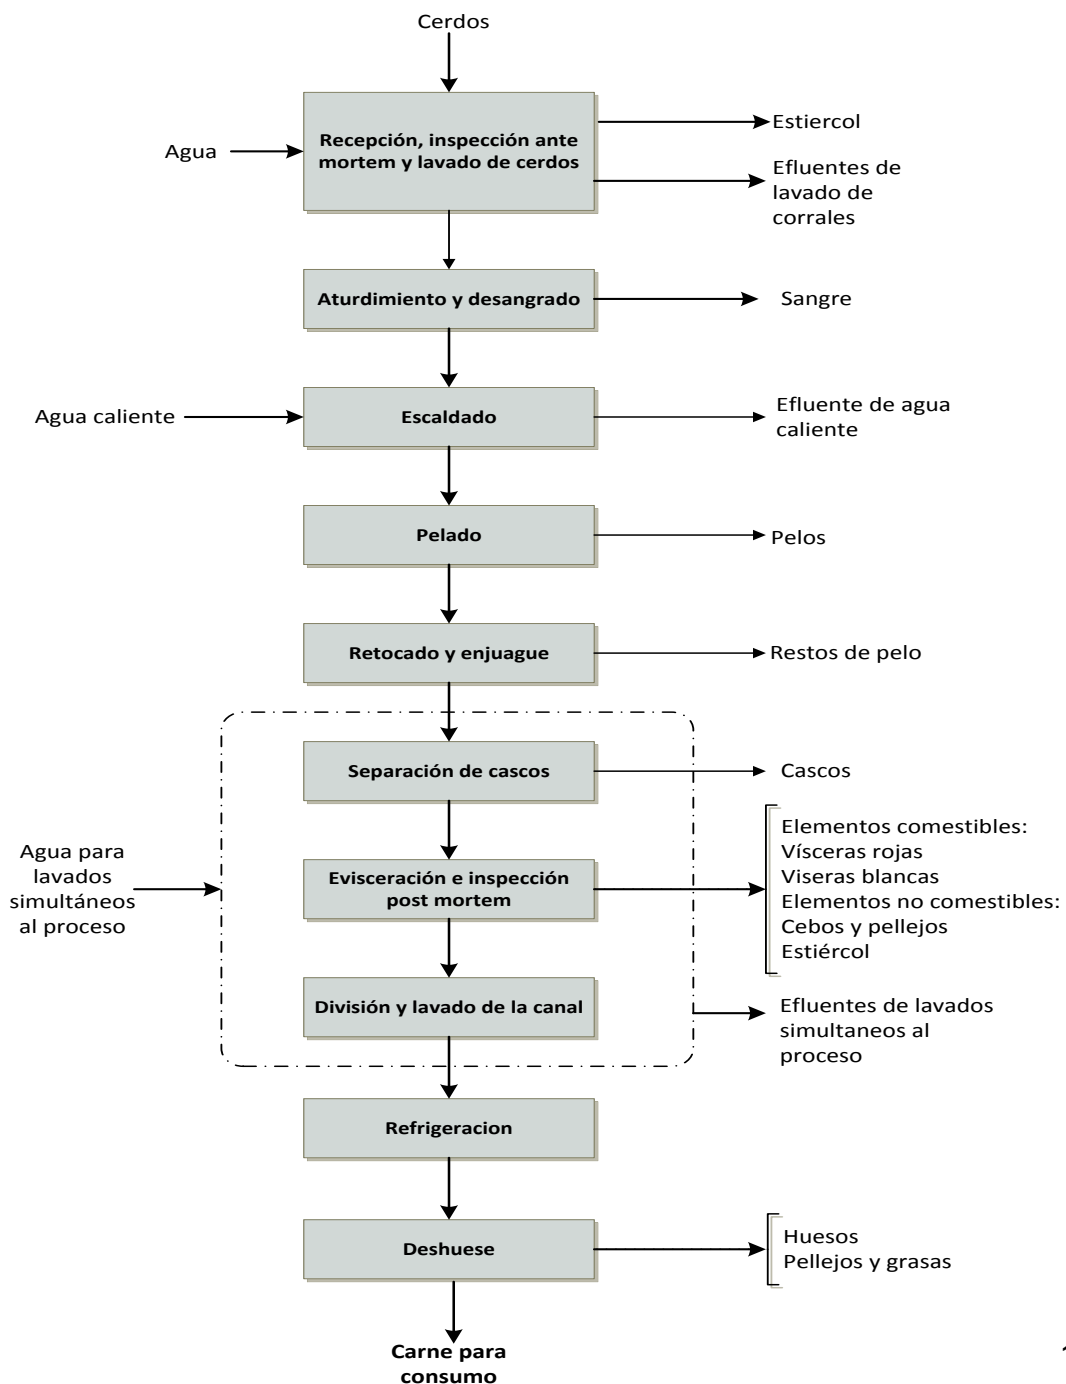 Cerdos
Agua
Recepción, inspección ante
mortem y lavado de cerdos
Estiercol
Efluentes de
lavado de
corrales
Aturdimiento y desangrado
Sangre
Agua caliente
Escaldado
Efluente de agua
caliente
Pelado
Pelos
Retocado y enjuague
Restos de pelo
Separación de cascos
Cascos
Agua para
lavados
simultáneos
al proceso
Evisceración e inspección
post mortem
Elementos comestibles:
Vísceras rojas
Viseras blancas
Elementos no comestibles:
Cebos y pellejos
Estiércol
División y lavado de la canal
Efluentes de lavados
simultaneos al
proceso
Refrigeracion
Deshuese
Huesos
Pellejos y grasas
Carne para
consumo